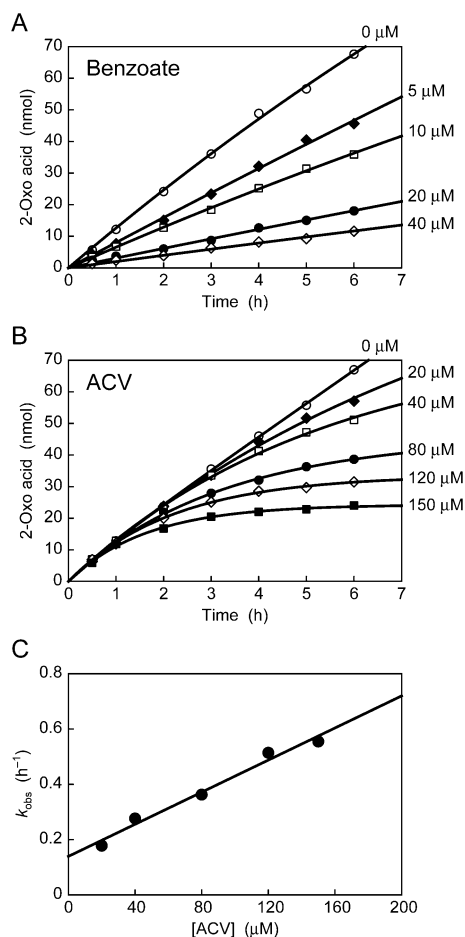 A
Benzoate
2-Oxo acid (nmol)
70
60
50
40
30
20
10
0
0 1 2 3 4 5 6 7
Time (h)
0 μM
5 μM
10 μM
20 μM
40 μM
B
ACV
2-Oxo acid (nmol)
70
60
50
40
30
20
10
0
0 1 2 3 4 5 6 7
Time (h)
0 μM
20 μM
40 μM
80 μM
120 μM
150 μM
C
k_obs (h⁻¹)
0.8
0.6
0.4
0.2
0
0 40 80 120 160 200
[ACV] (μM)